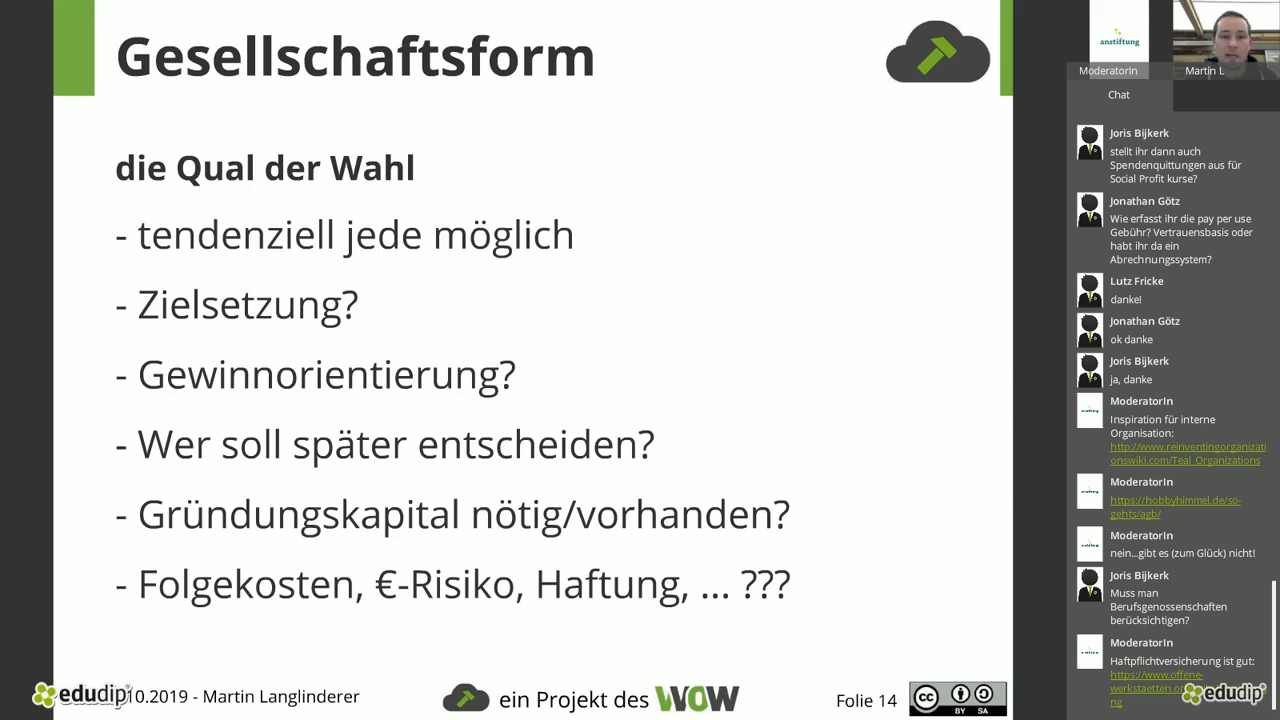 Gesellschaftsform
die Qual der Wahl
- tendenziell jede möglich
- Zielsetzung?
- Gewinnorientierung?
- Wer soll später entscheiden?
- Gründungskapital nötig/vorhanden?
- Folgekosten, €-Risiko, Haftung, ... ???
edudip
10.2019 - Martin Langlinderer
ein Projekt des WOW
Folie 14
CC BY SA
anstiftung
ModeratorIn
Martin L
Chat
Joris Bijkerk
stellt ihr dann auch
Spendenquittungen aus für
Social Profit kurse?
Jonathan Götz
Wie erfasst ihr die pay per use
Gebühr? Vertrauensbasis oder
habt ihr da ein
Abrechnungssystem?
Lutz Fricke
danke!
Jonathan Götz
ok danke
Joris Bijkerk
ja, danke
ModeratorIn
Inspiration für interne
Organisation:
http://www.reinventingorganizati
onswiki.com/Teal_Organizations
ModeratorIn
https://hobbyhimmel.de/so-
gehts/agb/
ModeratorIn
nein...gibt es (zum Glück) nicht!
Joris Bijkerk
Muss man
Berufsgenossenschaften
berücksichtigen?
ModeratorIn
Haftpflichtversicherung ist gut:
https://www.offene-
edudip
ng